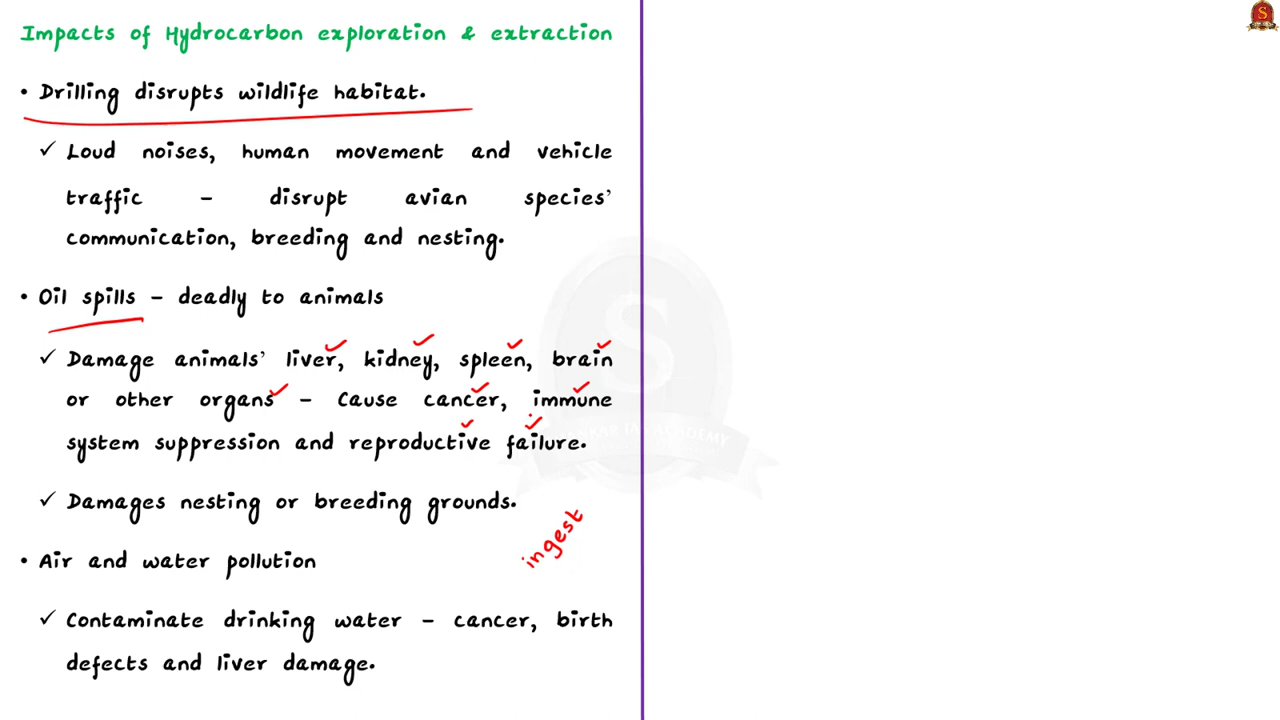 Impacts of Hydrocarbon exploration & extraction
• Drilling disrupts wildlife habitat.
✓ Loud noises, human movement and vehicle
traffic – disrupt avian species'
communication, breeding and nesting.
• Oil spills – deadly to animals
✓ Damage animals' liver, kidney, spleen, brain
or other organs – Cause cancer, immune
system suppression and reproductive failure.
✓ Damages nesting or breeding grounds.
ingest
• Air and water pollution
✓ Contaminate drinking water – cancer, birth
defects and liver damage.
S